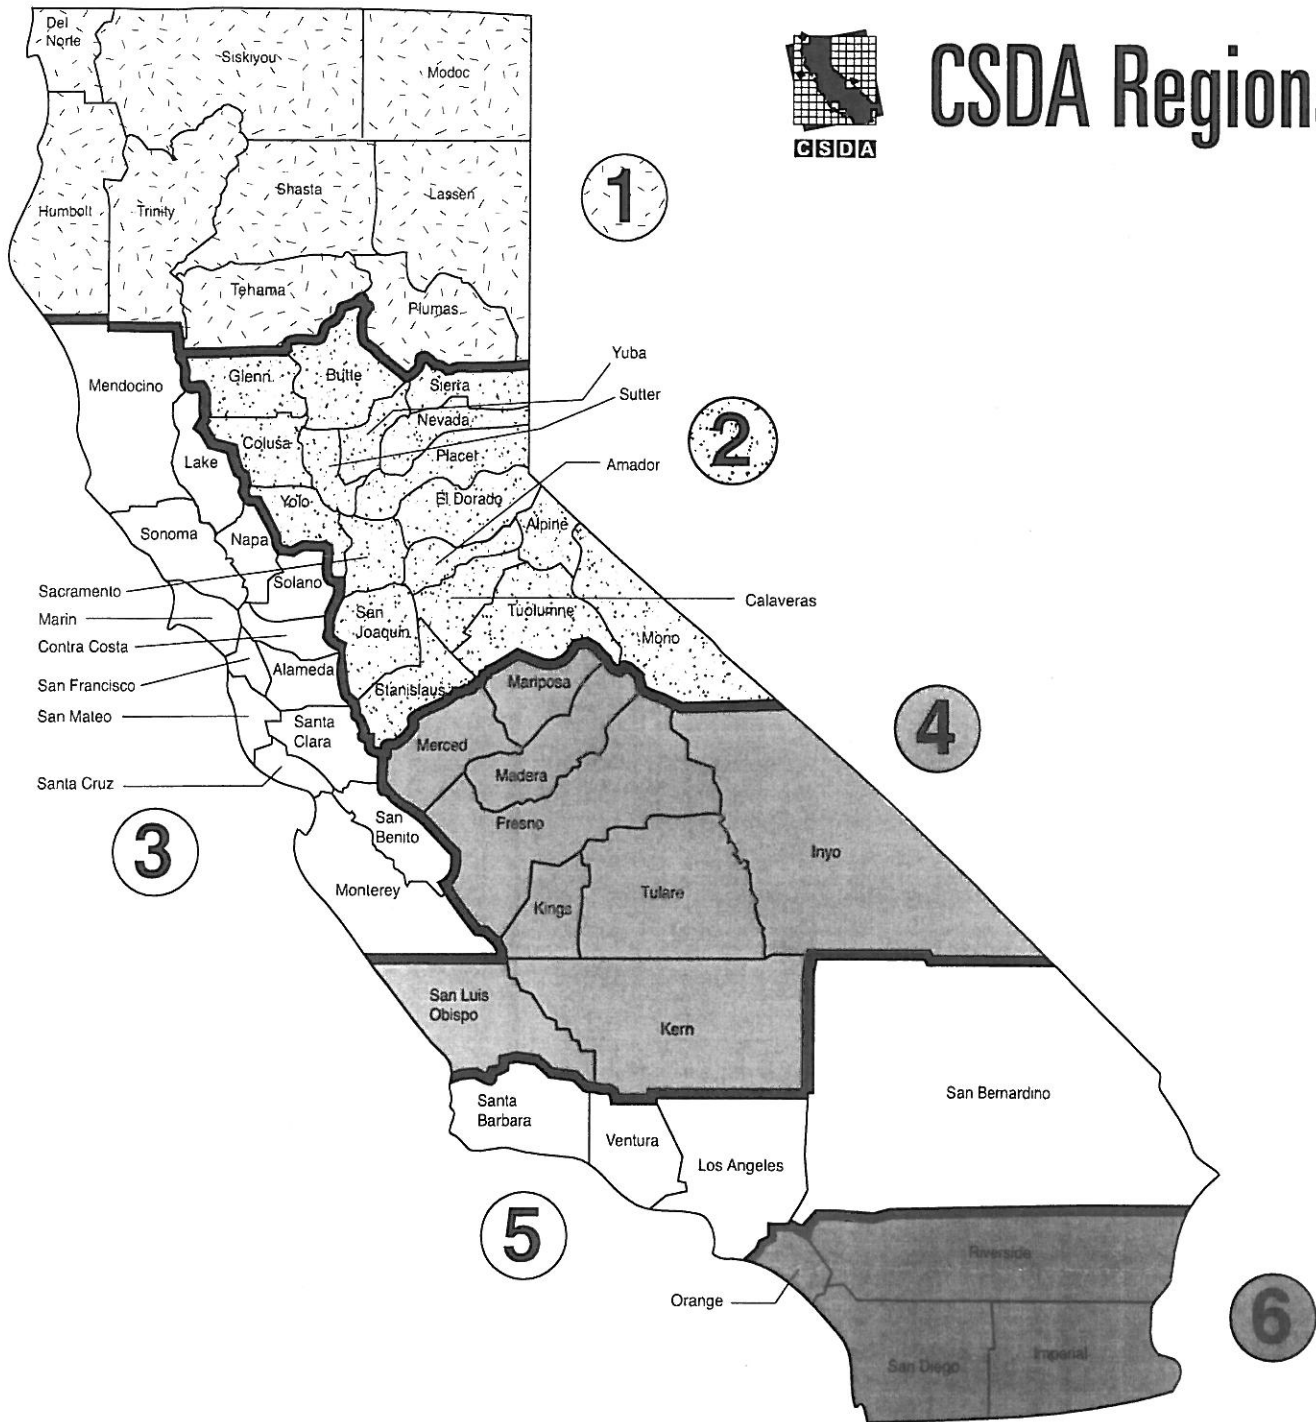 CSDA Region
CSDA
Del
Norte
Siskiyou
Modoc
1
Humbolt
Trinity
Shasta
Lassen
Tehama
Plumas
Yuba
Mendocino
Glenn
Butte
Sierra
Sutter
Nevada
2
Colusa
Placer
Lake
Amador
Yolo
El Dorado
Sonoma
Napa
Alpine
Sacramento
Solano
Calaveras
Marin
San
Joaquin
Tuolumne
Contra Costa
Mono
Alameda
San Francisco
Stanislaus
Mariposa
San Mateo
Santa
Clara
Merced
4
Santa Cruz
Madera
San
Benito
Fresno
3
Inyo
Monterey
Kings
Tulare
San Luis
Obispo
Kern
Santa
Barbara
San Bernardino
Ventura
Los Angeles
5
Riverside
Orange
6
San Diego
Imperial